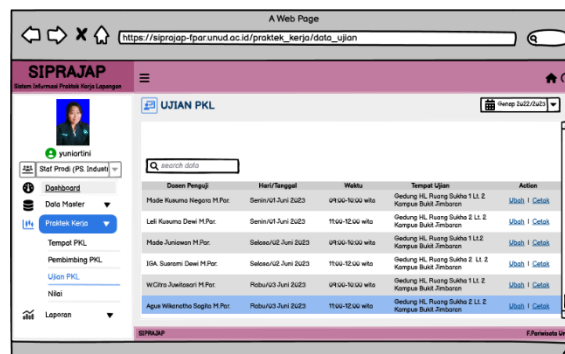 A Web Page
https://siprajap-fpar.unud.ac.id/praktek_kerja/data_ujian
SIPRAJAP
Sistem Informasi Praktek Kerja Lapangan
UJIAN PKL
Genap 2022/2023
yuniortini
Staf Prodi (PS. Industri
search data
Dashboard
Data Master
Praktek Kerja
Tempat PKL
Pembimbing PKL
Ujian PKL
Nilai
Laporan
Dosen Penguji Hari/Tanggal Waktu Tempat Ujian Action
Made Kusuma Negara M.Par. Senin/01 Juni 2023 09:00-10:00 wita Gedung HL Ruang Sukha 1 Lt. 2 Kampus Bukit Jimbaran Ubah | Cetak
Leli Kusuma Dewi M.Par. Senin/01 Juni 2023 11:00-12:00 wita Gedung HL Ruang Sukha 2 Lt. 2 Kampus Bukit Jimbaran Ubah | Cetak
Made Juniawan M.Par. Selasa/02 Juni 2023 09:00-10:00 wita Gedung HL Ruang Sukha 1 Lt.2 Kampus Bukit Jimbaran Ubah | Cetak
IGA. Susrami Dewi M.Par. Selasa/02 Juni 2023 11:00-12:00 wita Gedung HL Ruang Sukha 2 Lt. 2 Kampus Bukit Jimbaran Ubah | Cetak
W.Citra Juwitasari M.Par. Rabu/03 Juni 2023 09:00-10:00 wita Gedung HL Ruang Sukha 1 Lt. 2 Kampus Bukit Jimbaran Ubah | Cetak
Agus Wikanatha Sagita M.Par. Rabu/03 Juni 2023 11:00-12:00 wita Gedung HL Ruang Sukha 2 Lt. 2 Kampus Bukit Jimbaran Ubah | Cetak
SIPRAJAP
F.Pariwisata